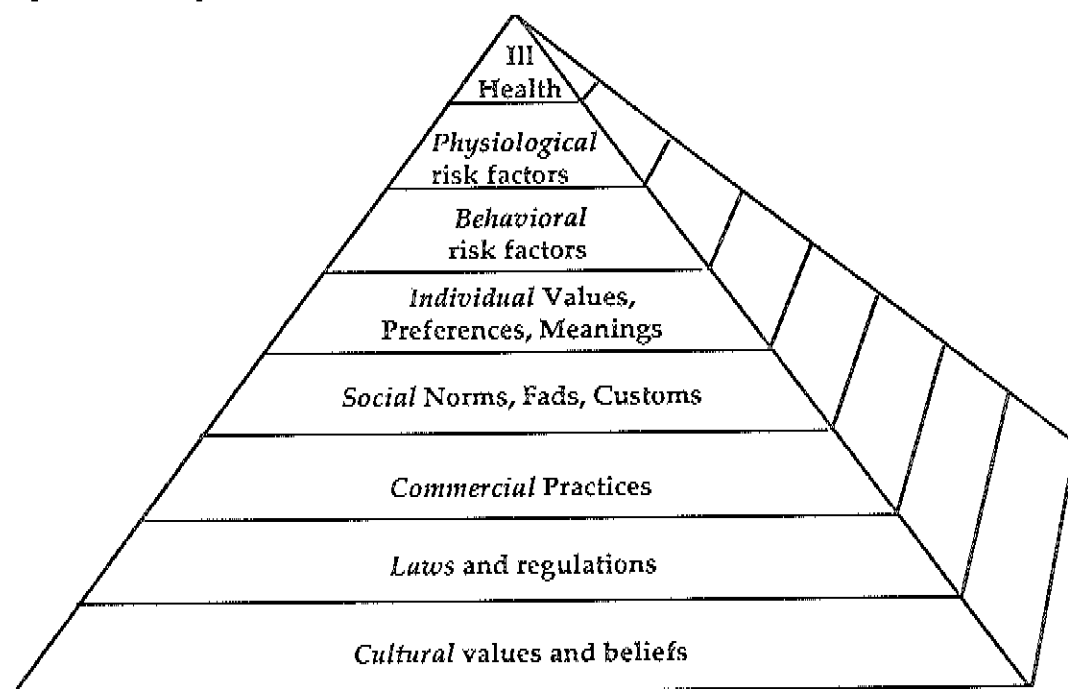 Ill
Health
Physiological
risk factors
Behavioral
risk factors
Individual Values,
Preferences, Meanings
Social Norms, Fads, Customs
Commercial Practices
Laws and regulations
Cultural values and beliefs